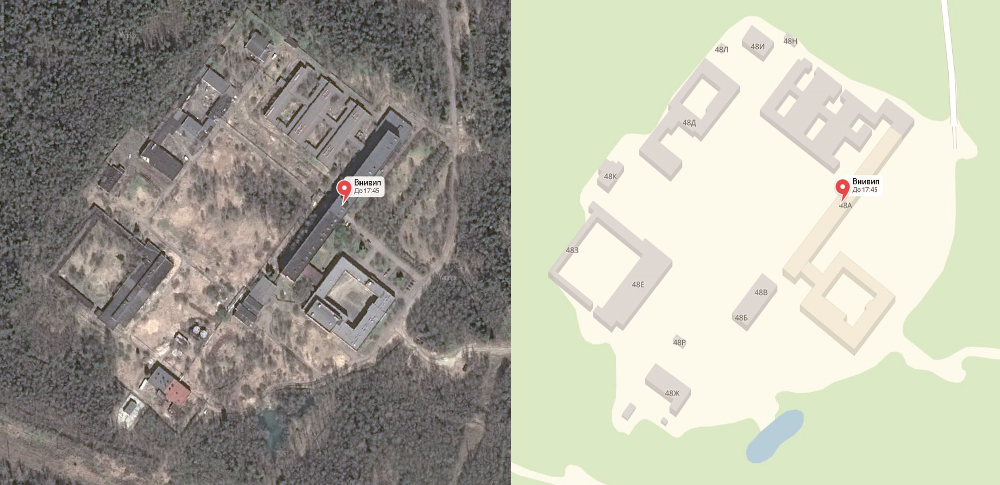 Yandex
Внивип
До 17:45
Yandex
48Л
48И
48Н
48Д
48К
Внивип
До 17:45
48А
48З
48Е
48В
48Б
48Р
48Ж